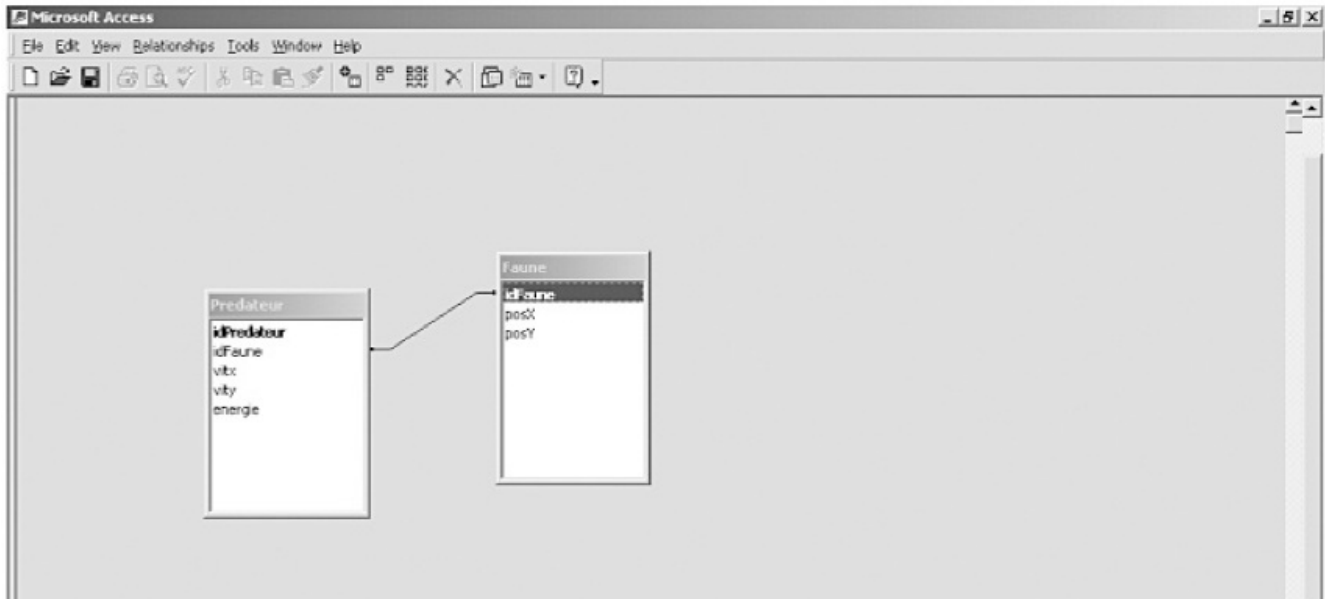 Microsoft Access
File Edit View Relationships Tools Window Help
Faune
idFaune
posX
posY
Predateur
idPredateur
idFaune
vitx
vity
energie